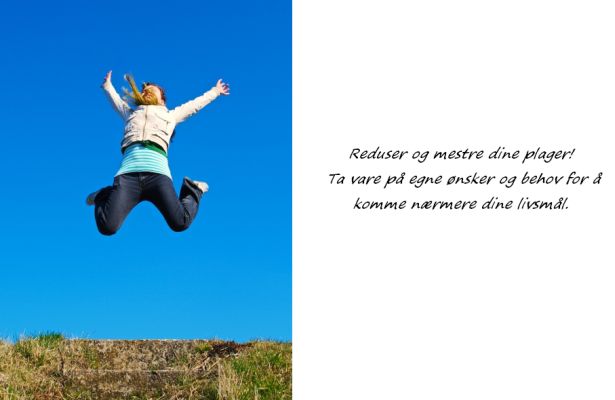 Reduser og mestre dine plager!
Ta vare på egne ønsker og behov for å
komme nærmere dine livsmål.